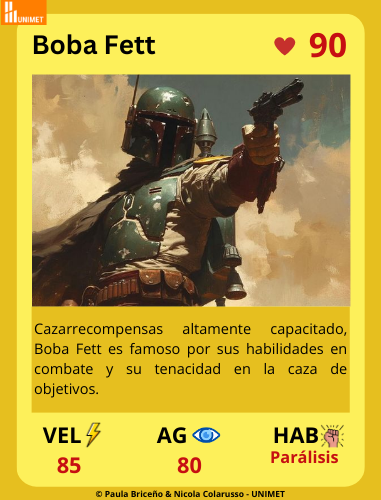 UNIMET
Boba Fett
90
Cazarrecompensas altamente capacitado,
Boba Fett es famoso por sus habilidades en
combate y su tenacidad en la caza de
objetivos.
VEL AG HAB
85 80 Parálisis
© Paula Briceño & Nicola Colarusso - UNIMET